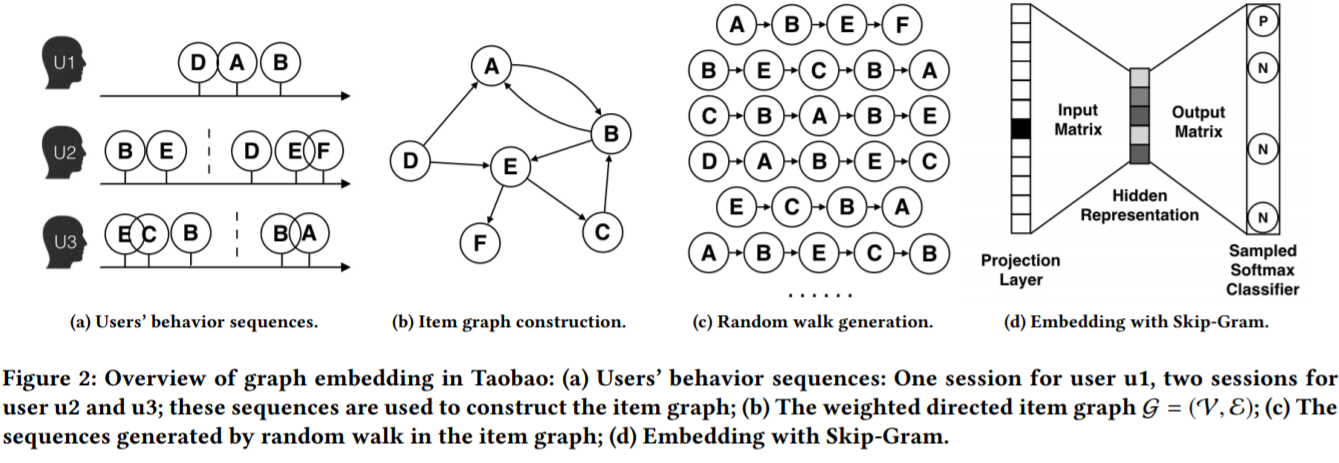 U1
D A B
U2
B E D E F
U3
E C B B A
(a) Users' behavior sequences.
A
B
D
E
C
F
(b) Item graph construction.
A B E F
B E C B A
C B A B E
D A B E C
E C B A
A B E C B
......
(c) Random walk generation.
P
N
N
N
Input
Matrix
Output
Matrix
Hidden
Representation
Projection
Layer
Sampled
Softmax
Classifier
(d) Embedding with Skip-Gram.
Figure 2: Overview of graph embedding in Taobao: (a) Users' behavior sequences: One session for user u1, two sessions for
user u2 and u3; these sequences are used to construct the item graph; (b) The weighted directed item graph 𝒢 = (𝒱, ℰ); (c) The
sequences generated by random walk in the item graph; (d) Embedding with Skip-Gram.